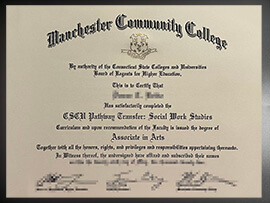 Manchester Community College
By authority of the Connecticut State Colleges and Universities
Board of Regents for Higher Education,
This is to Certify That
Has satisfactorily completed the
CSCU Pathway Transfer: Social Work Studies
Curriculum and upon recommendation of the Faculty is issued the degree of
Associate in Arts
Together with all the honors, rights, and privileges and responsibilities appertaining thereunto.
In Witness thereof, the undersigned have affixed and subscribed their names